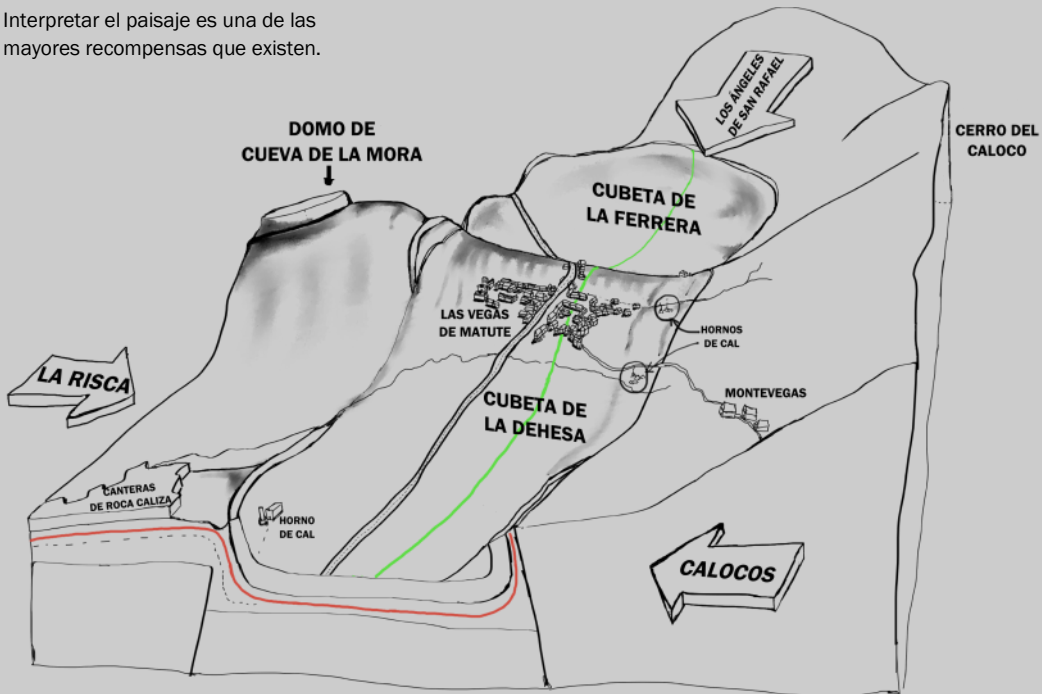 Interpretar el paisaje es una de las
mayores recompensas que existen.
LOS ÁNGELES
DE SAN RAFAEL
CERRO DEL
CALOCO
DOMO DE
CUEVA DE LA MORA
CUBETA DE
LA FERRERA
LAS VEGAS
DE MATUTE
HORNOS
DE CAL
LA RISCA
MONTEVEGAS
CUBETA DE
LA DEHESA
CANTERAS
DE ROCA CALIZA
HORNO
DE CAL
CALOCOS